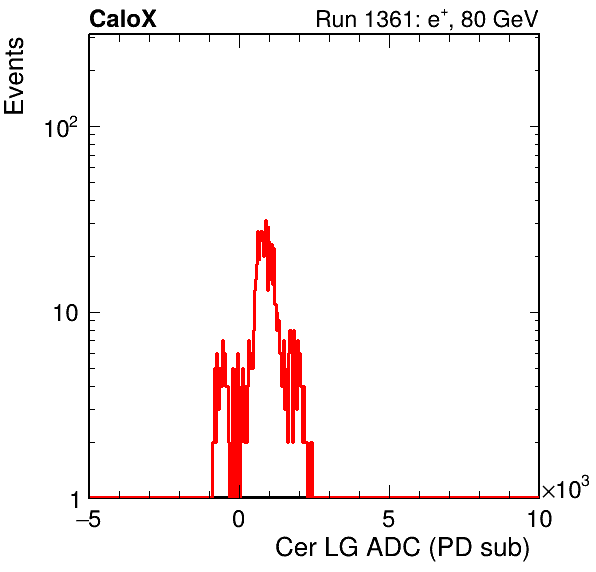 CaloX Run 1361: e⁺, 80 GeV
Events
10²
10
1
−5 0 5 10
×10³
Cer LG ADC (PD sub)